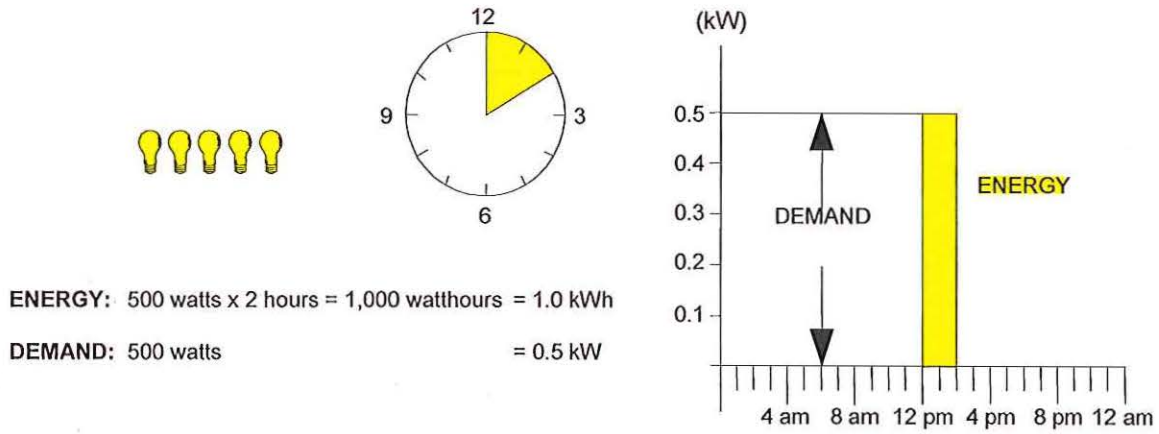 12
9
3
6
ENERGY: 500 watts x 2 hours = 1,000 watthours = 1.0 kWh
DEMAND: 500 watts = 0.5 kW
(kW)
0.5
0.4
0.3
0.2
0.1
DEMAND
ENERGY
4 am 8 am 12 pm 4 pm 8 pm 12 am